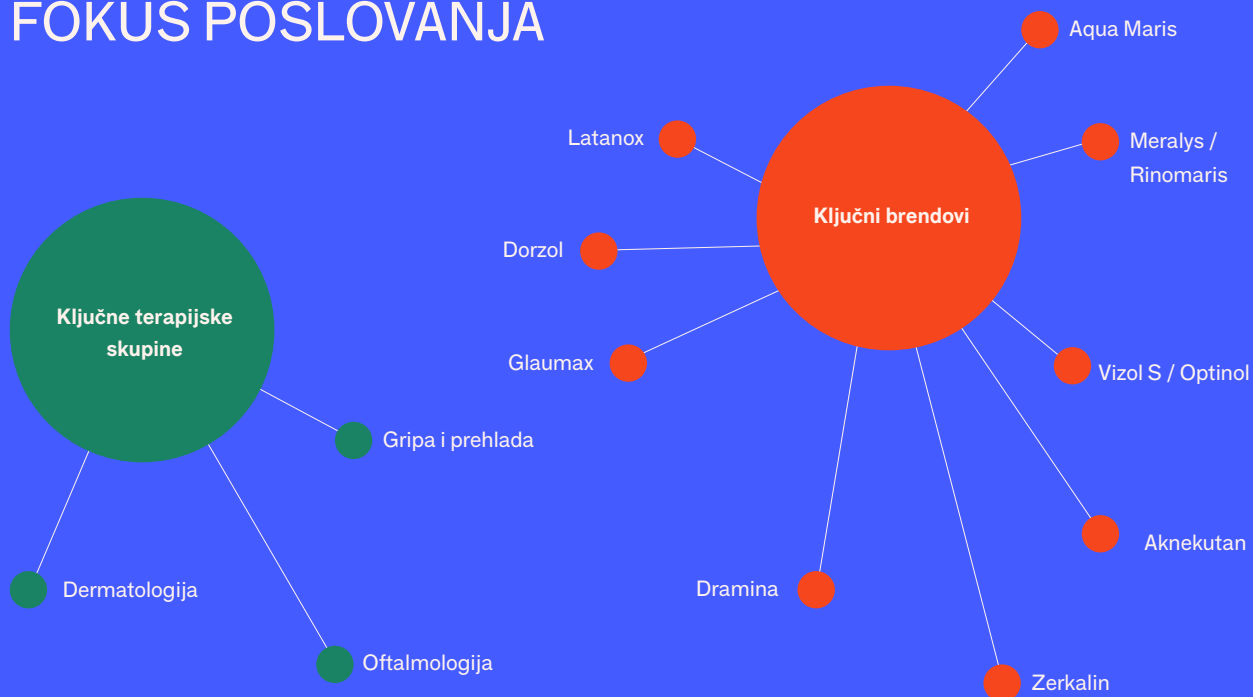 FOKUS POSLOVANJA
Aqua Maris
Latanox
Meralys /
Rinomaris
Ključni brendovi
Dorzol
Ključne terapijske
skupine
Glaumax
Vizol S / Optinol
Gripa i prehlada
Aknekutan
Dermatologija
Dramina
Oftalmologija
Zerkalin